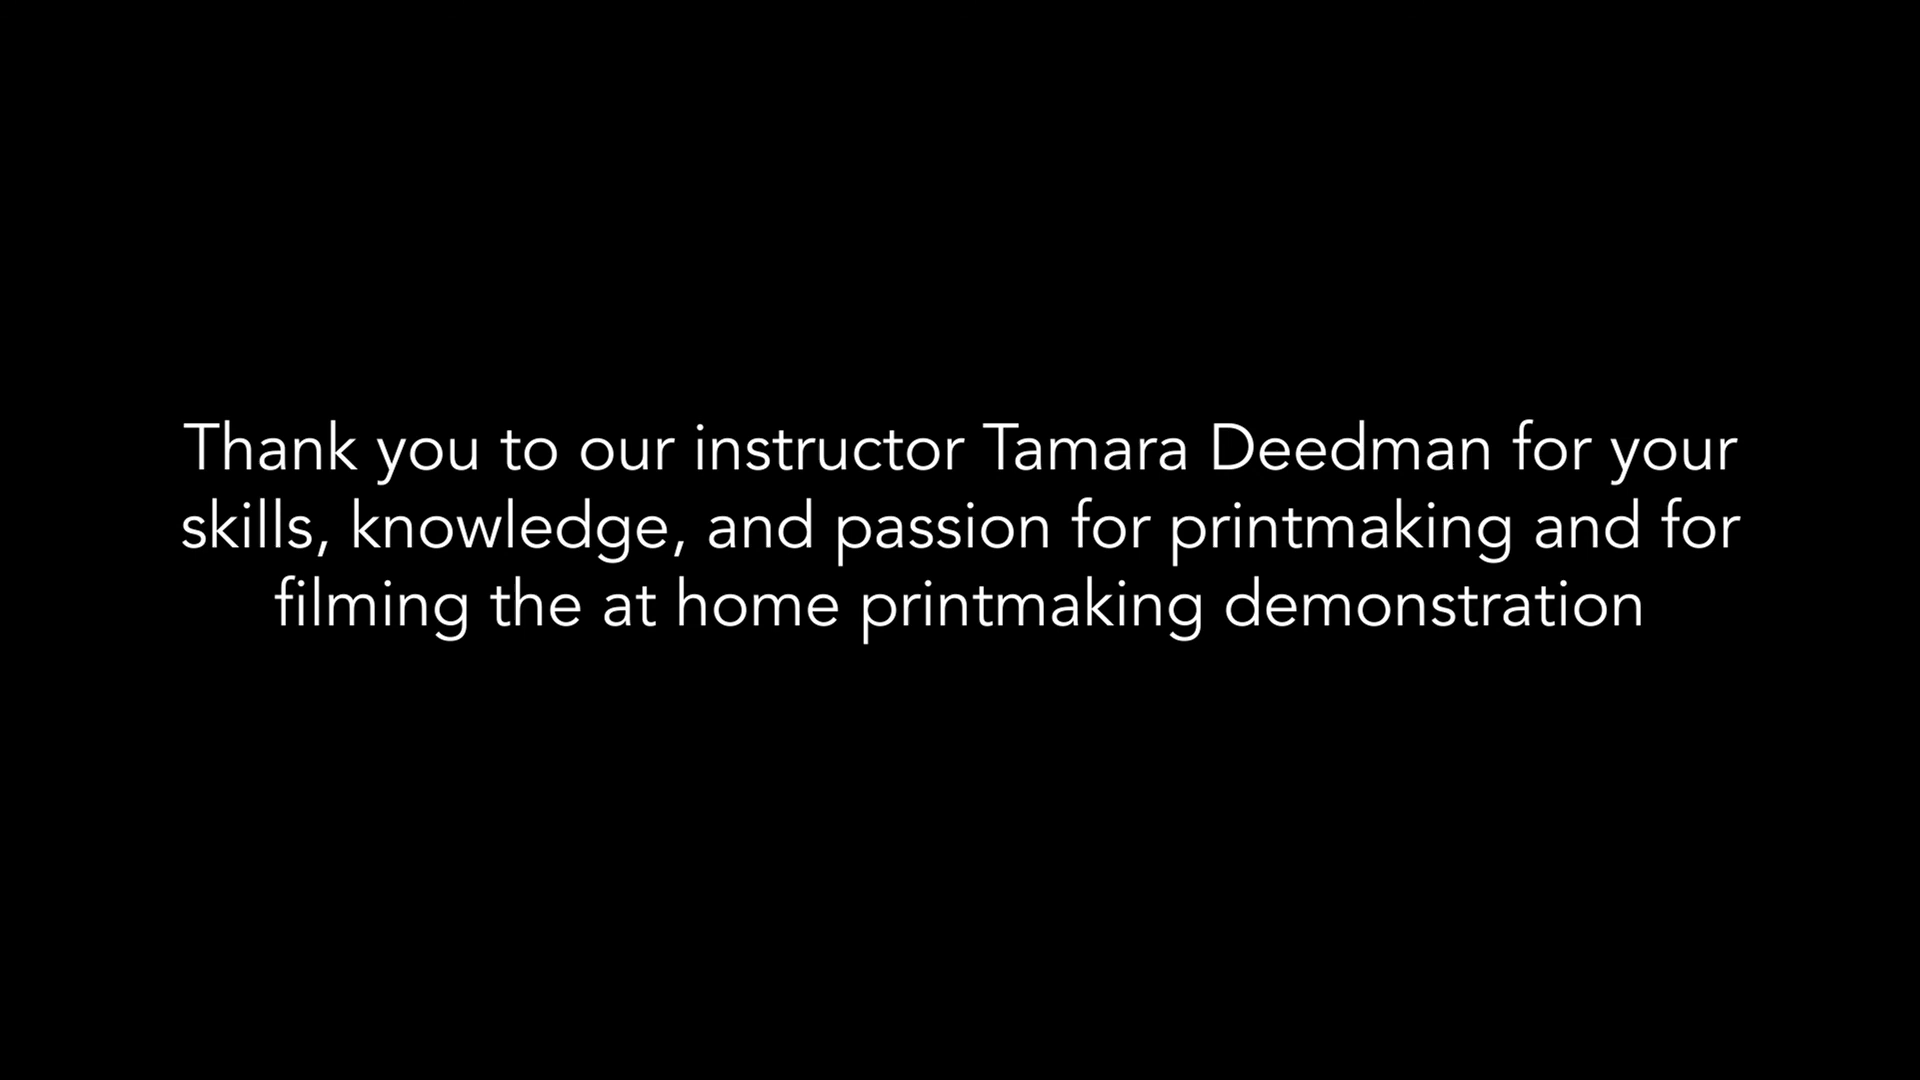 Thank you to our instructor Tamara Deedman for your
skills, knowledge, and passion for printmaking and for
filming the at home printmaking demonstration